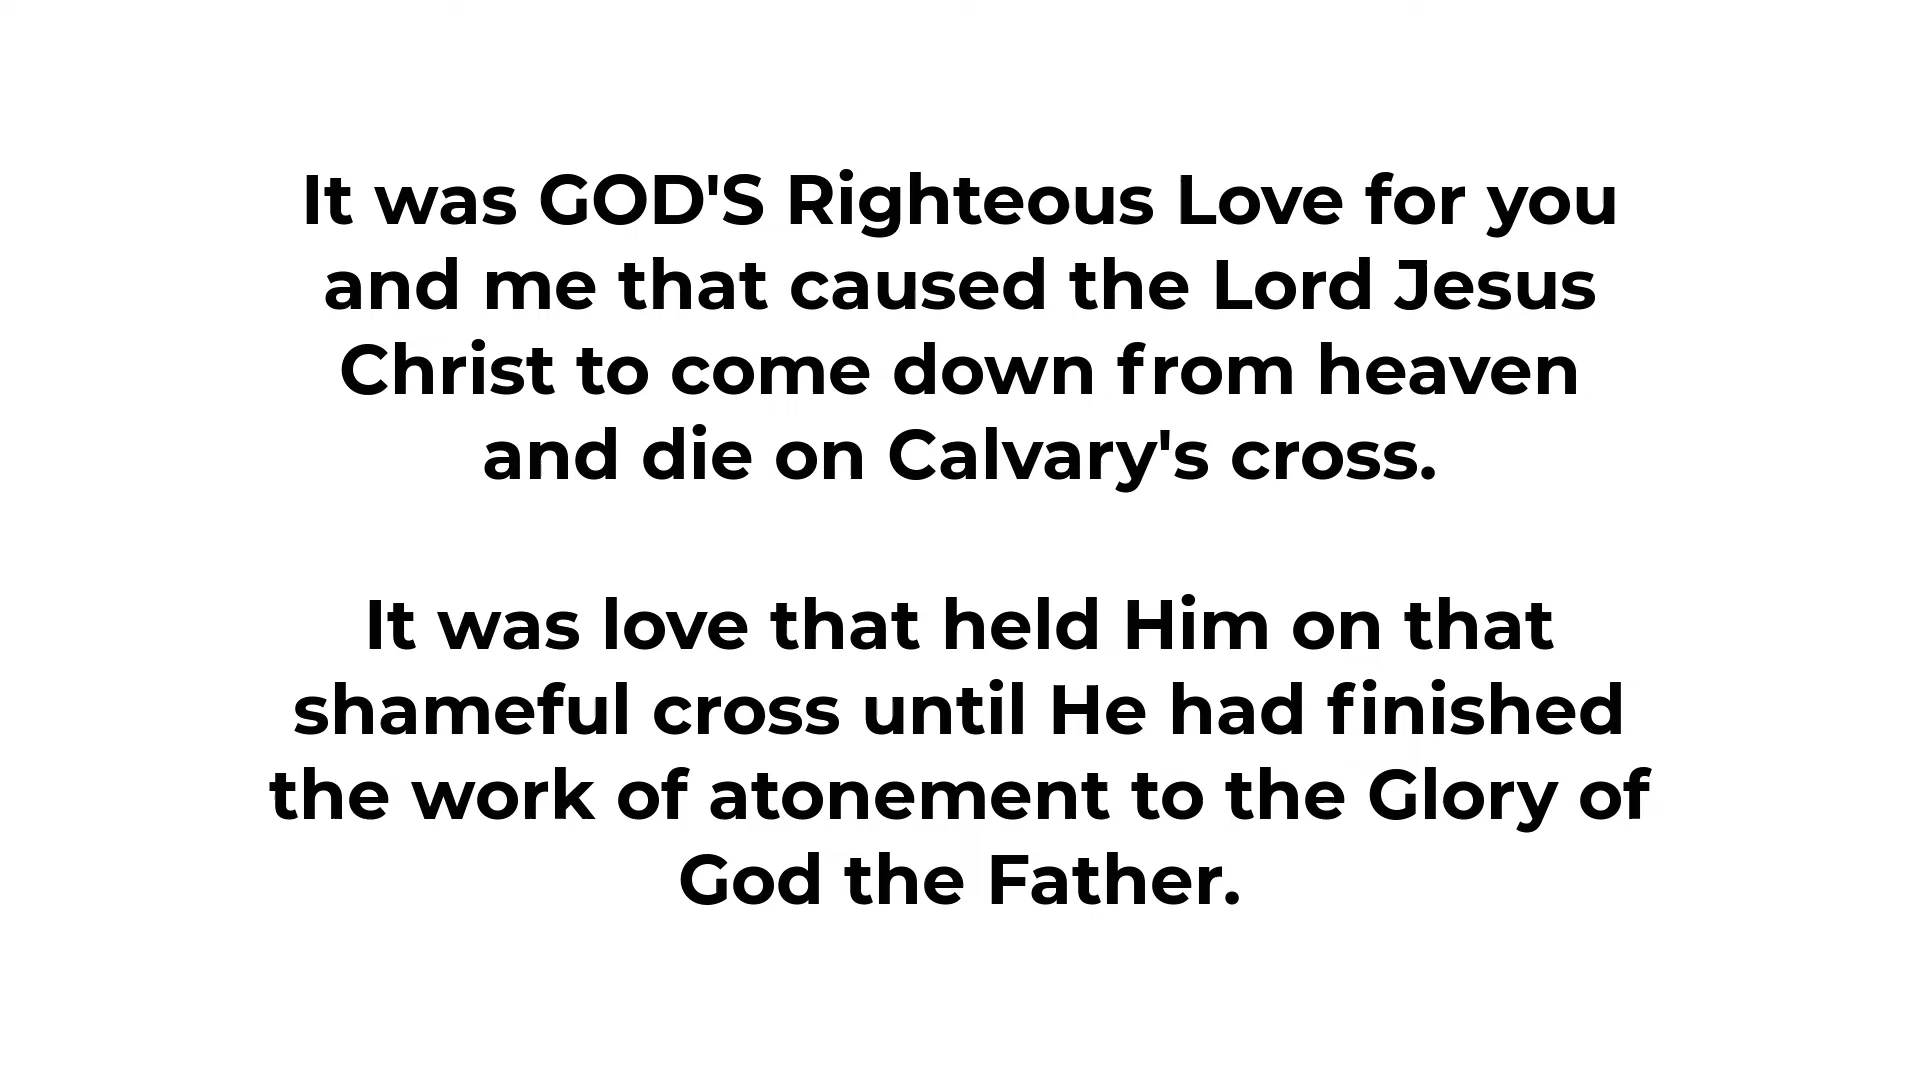 It was GOD'S Righteous Love for you
and me that caused the Lord Jesus
Christ to come down from heaven
and die on Calvary's cross.
It was love that held Him on that
shameful cross until He had finished
the work of atonement to the Glory of
God the Father.